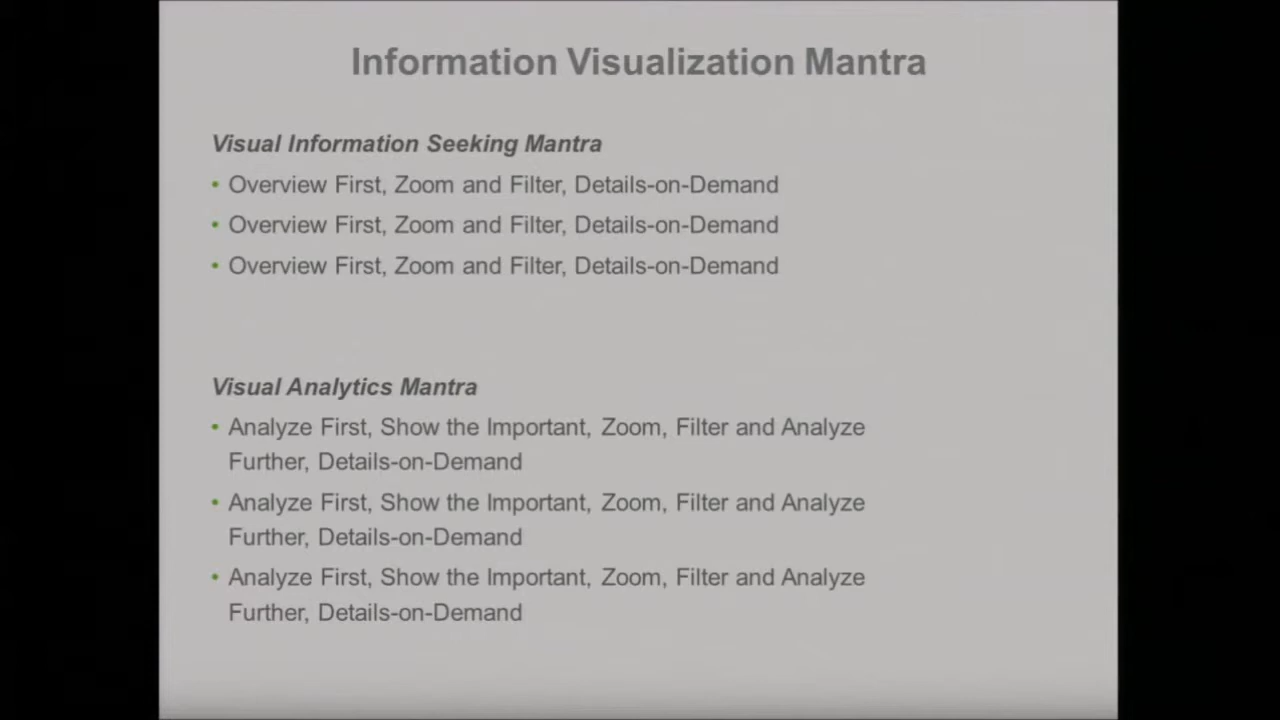 Information Visualization Mantra
Visual Information Seeking Mantra
• Overview First, Zoom and Filter, Details-on-Demand
• Overview First, Zoom and Filter, Details-on-Demand
• Overview First, Zoom and Filter, Details-on-Demand
Visual Analytics Mantra
• Analyze First, Show the Important, Zoom, Filter and Analyze
Further, Details-on-Demand
• Analyze First, Show the Important, Zoom, Filter and Analyze
Further, Details-on-Demand
• Analyze First, Show the Important, Zoom, Filter and Analyze
Further, Details-on-Demand